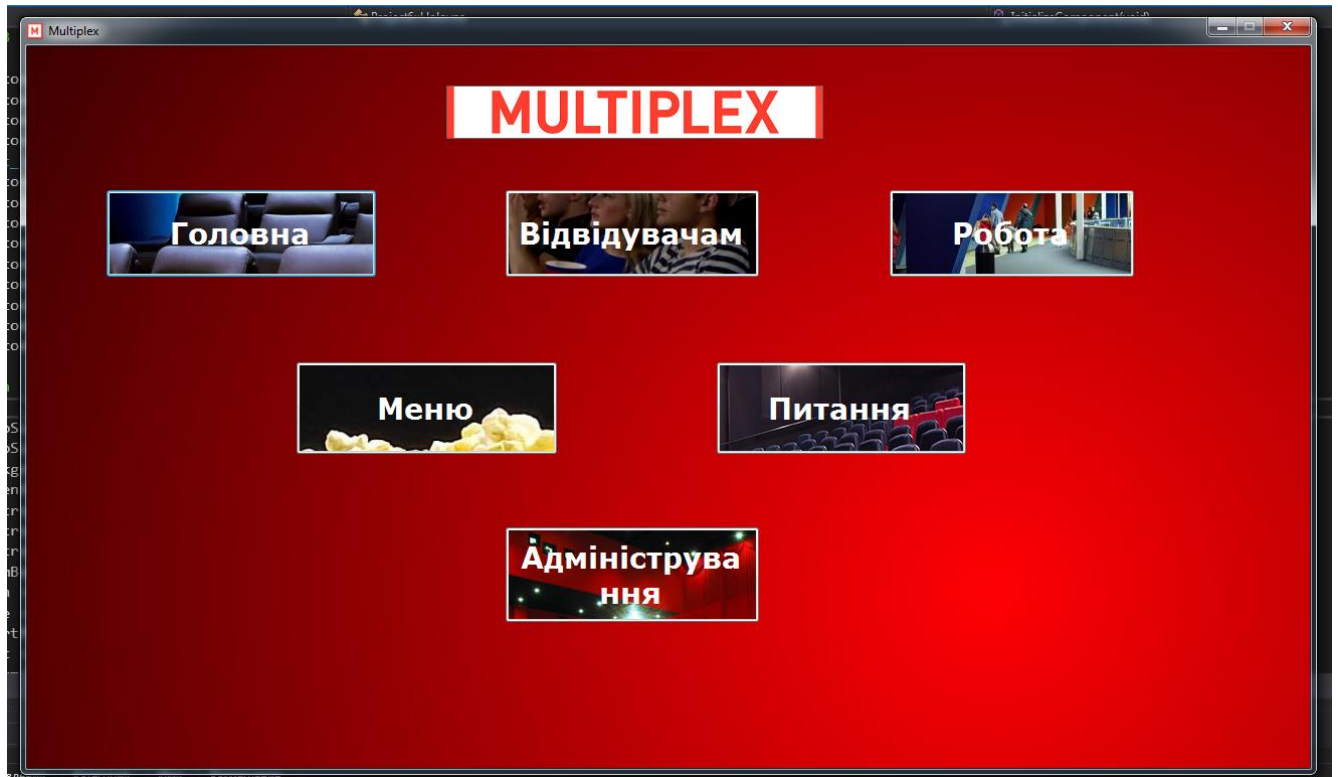 Multiplex
MULTIPLEX
Головна
Відвідувачам
Робота
Меню
Питання
Адмініструва
ння